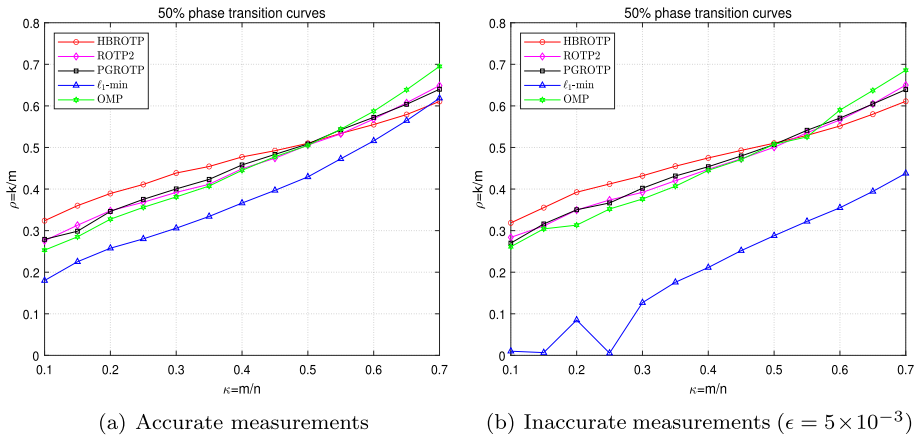 50% phase transition curves
0.8
0.7
0.6
0.5
0.4
0.3
0.2
0.1
0
ρ=k/m
HBROTP
ROTP2
PGROTP
ℓ₁-min
OMP
0.1 0.2 0.3 0.4 0.5 0.6 0.7
κ=m/n
(a) Accurate measurements
50% phase transition curves
0.8
0.7
0.6
0.5
0.4
0.3
0.2
0.1
0
ρ=k/m
HBROTP
ROTP2
PGROTP
ℓ₁-min
OMP
0.1 0.2 0.3 0.4 0.5 0.6 0.7
κ=m/n
(b) Inaccurate measurements (ϵ = 5×10⁻³)